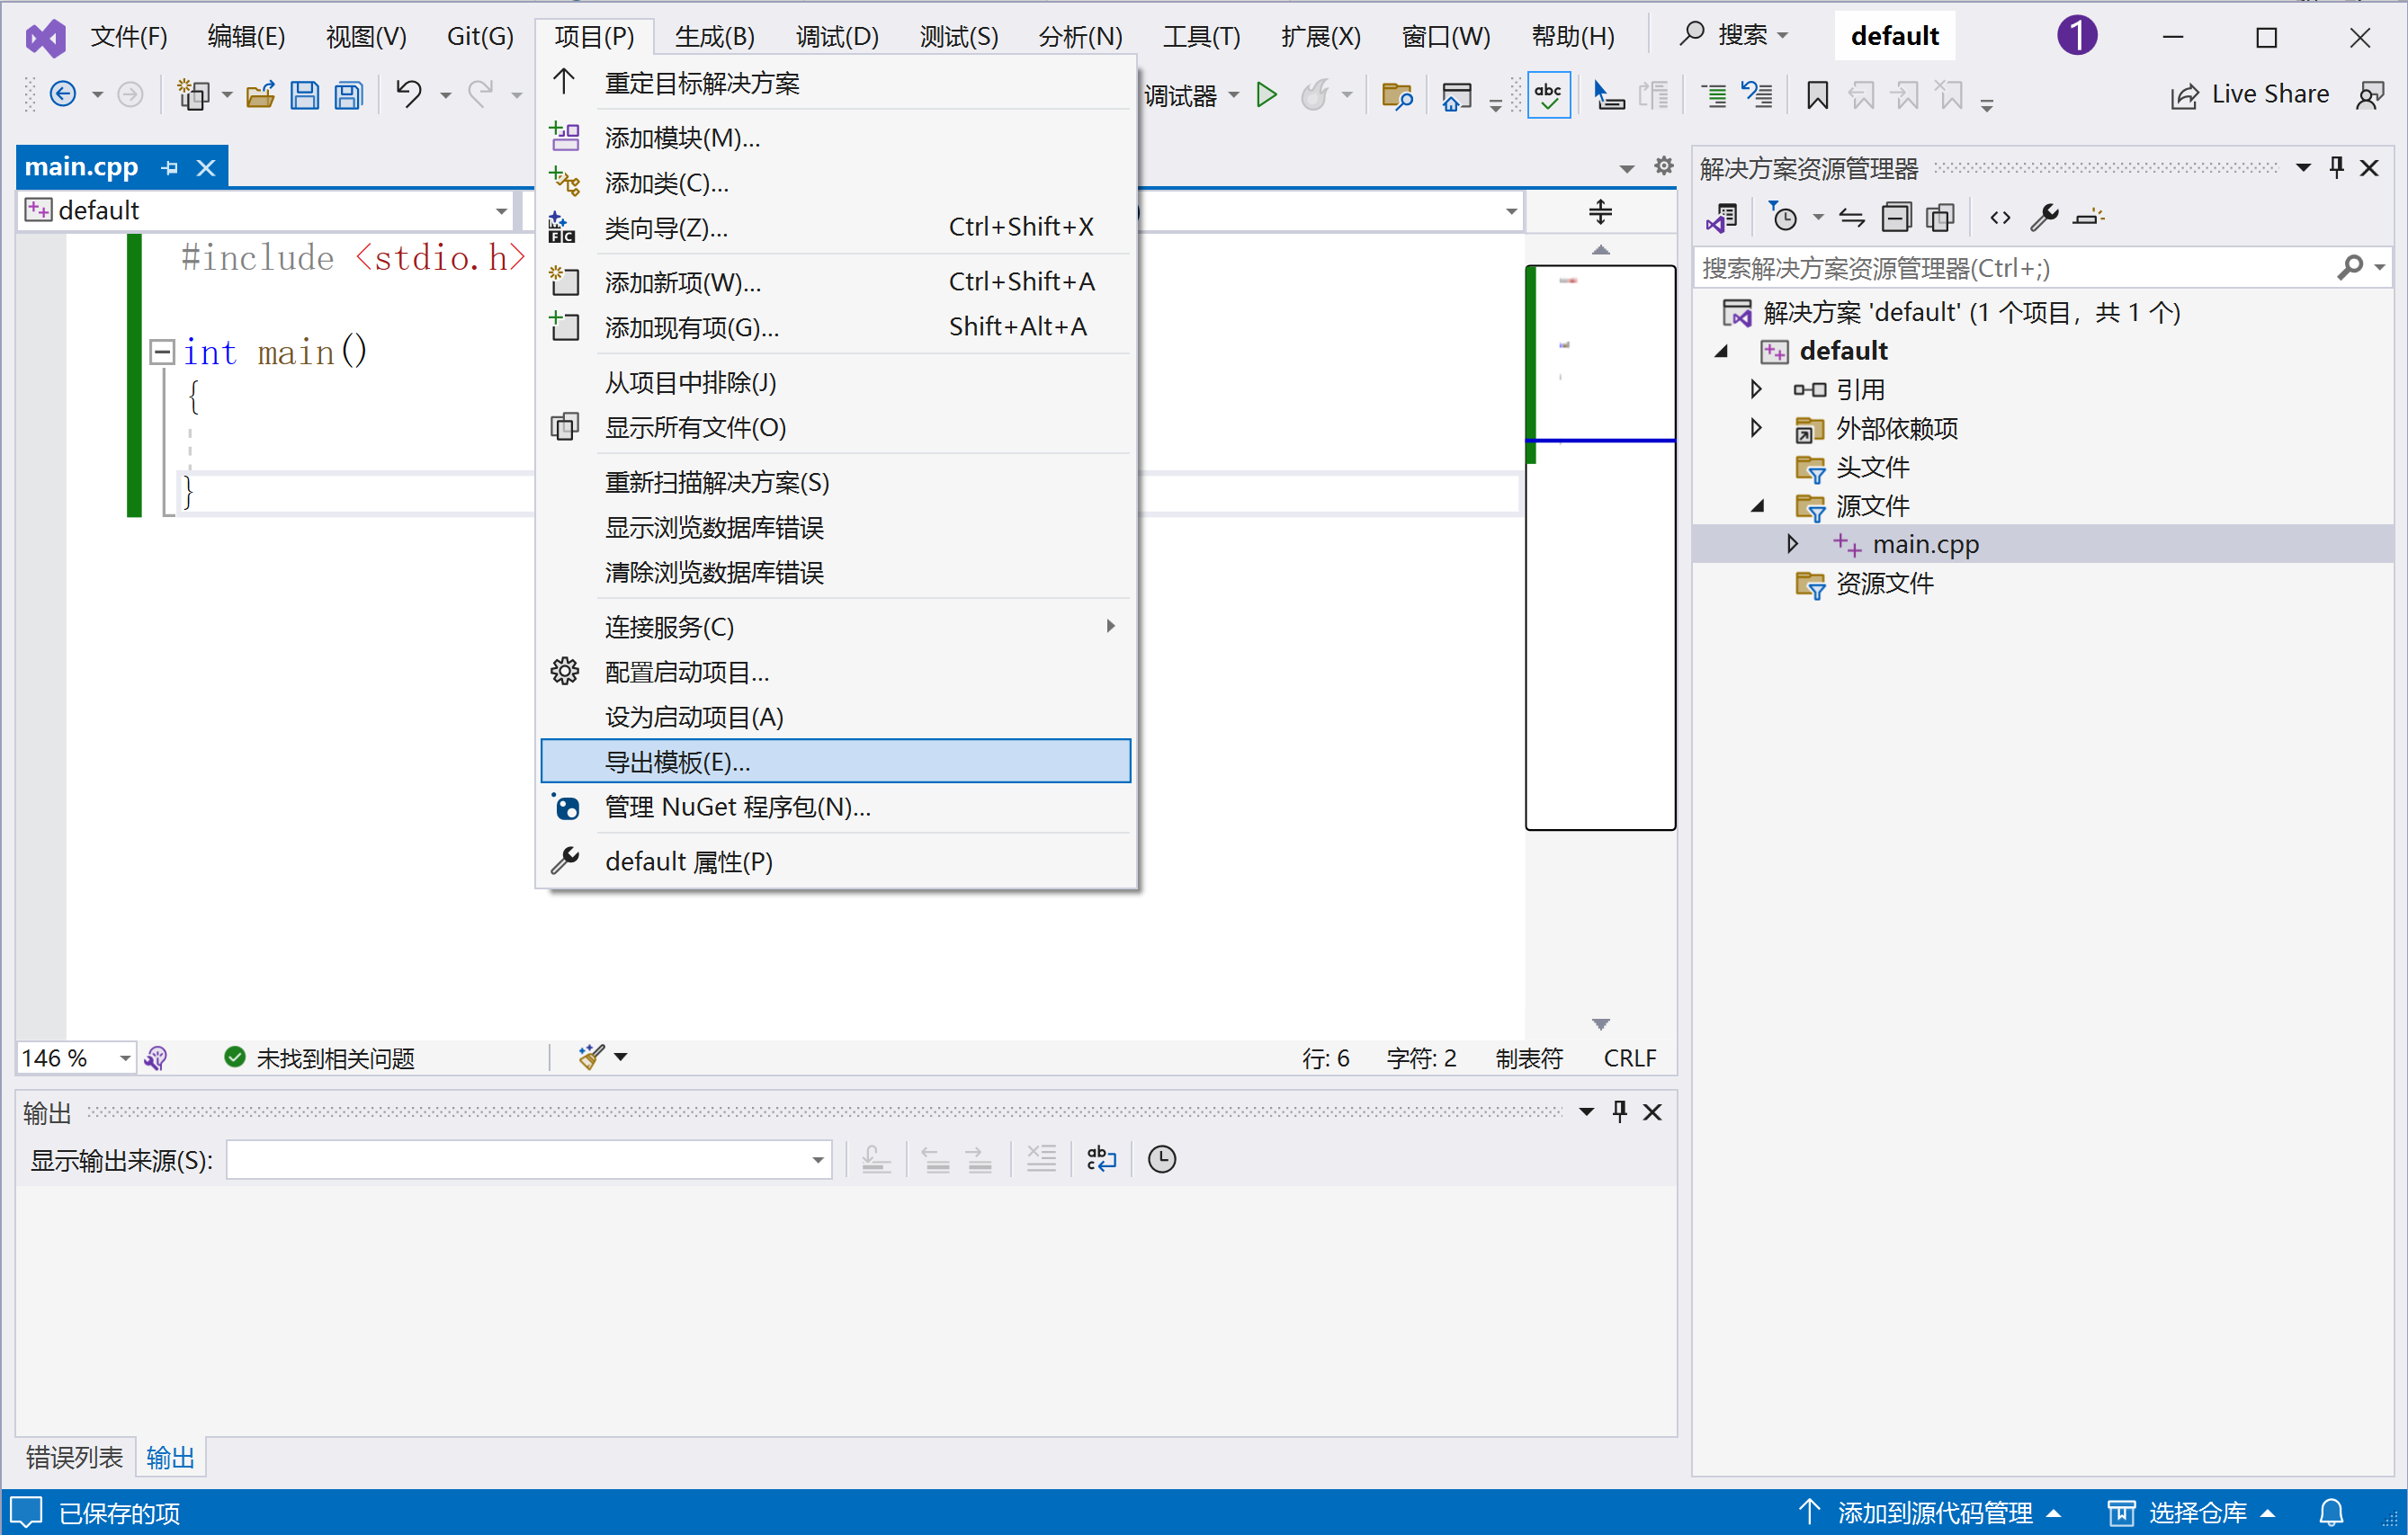 文件(F) 编辑(E) 视图(V) Git(G) 项目(P) 生成(B) 调试(D) 测试(S) 分析(N) 工具(T) 扩展(X) 窗口(W) 帮助(H) 搜索 default 1
调试器 abc Live Share
main.cpp
default
#include <stdio.h>
int main()
{
}
重定目标解决方案
添加模块(M)...
添加类(C)...
类向导(Z)... Ctrl+Shift+X
添加新项(W)... Ctrl+Shift+A
添加现有项(G)... Shift+Alt+A
从项目中排除(J)
显示所有文件(O)
重新扫描解决方案(S)
显示浏览数据库错误
清除浏览数据库错误
连接服务(C)
配置启动项目...
设为启动项目(A)
导出模板(E)...
管理 NuGet 程序包(N)...
default 属性(P)
解决方案资源管理器
搜索解决方案资源管理器(Ctrl+;)
解决方案 'default' (1 个项目，共 1 个)
default
引用
外部依赖项
头文件
源文件
main.cpp
资源文件
146 % 未找到相关问题 行: 6 字符: 2 制表符 CRLF
输出
显示输出来源(S):
错误列表 输出
已保存的项 添加到源代码管理 选择仓库